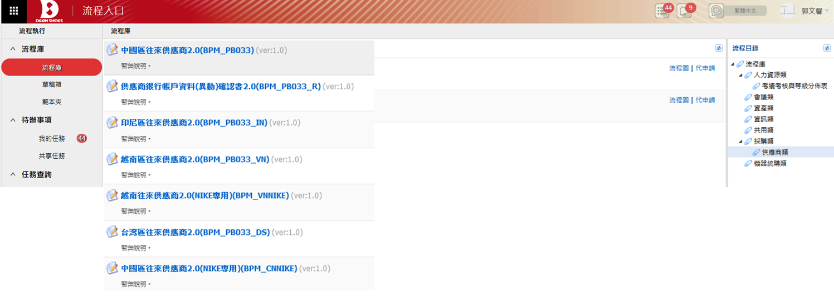 DEAN SHOES
流程入口
44
9
繁體中文
郭文馨
流程執行
流程庫
流程庫
流程庫
草稿箱
範本夾
待辦事項
我的任務 44
共享任務
任務查詢
中國區往來供應商2.0(BPM_PB033) (ver:1.0)
暫無說明。
供應商銀行帳戶資料(異動)確認書2.0(BPM_PB033_R) (ver:1.0)
暫無說明。
印尼區往來供應商2.0(BPM_PB033_IN) (ver:1.0)
暫無說明。
越南區往來供應商2.0(BPM_PB033_VN) (ver:1.0)
暫無說明。
越南往來供應商2.0(NIKE專用)(BPM_VNNIKE) (ver:1.0)
暫無說明。
台灣區往來供應商2.0(BPM_PB033_DS) (ver:1.0)
暫無說明。
中國區往來供應商2.0(NIKE專用)(BPM_CNNIKE) (ver:1.0)
暫無說明。
流程圖 | 代申請
流程圖 | 代申請
流程目錄
流程庫
人力資源類
考績考核與等級分佈表
會議類
資產類
資訊類
共用類
採購類
供應商類
機器統購類